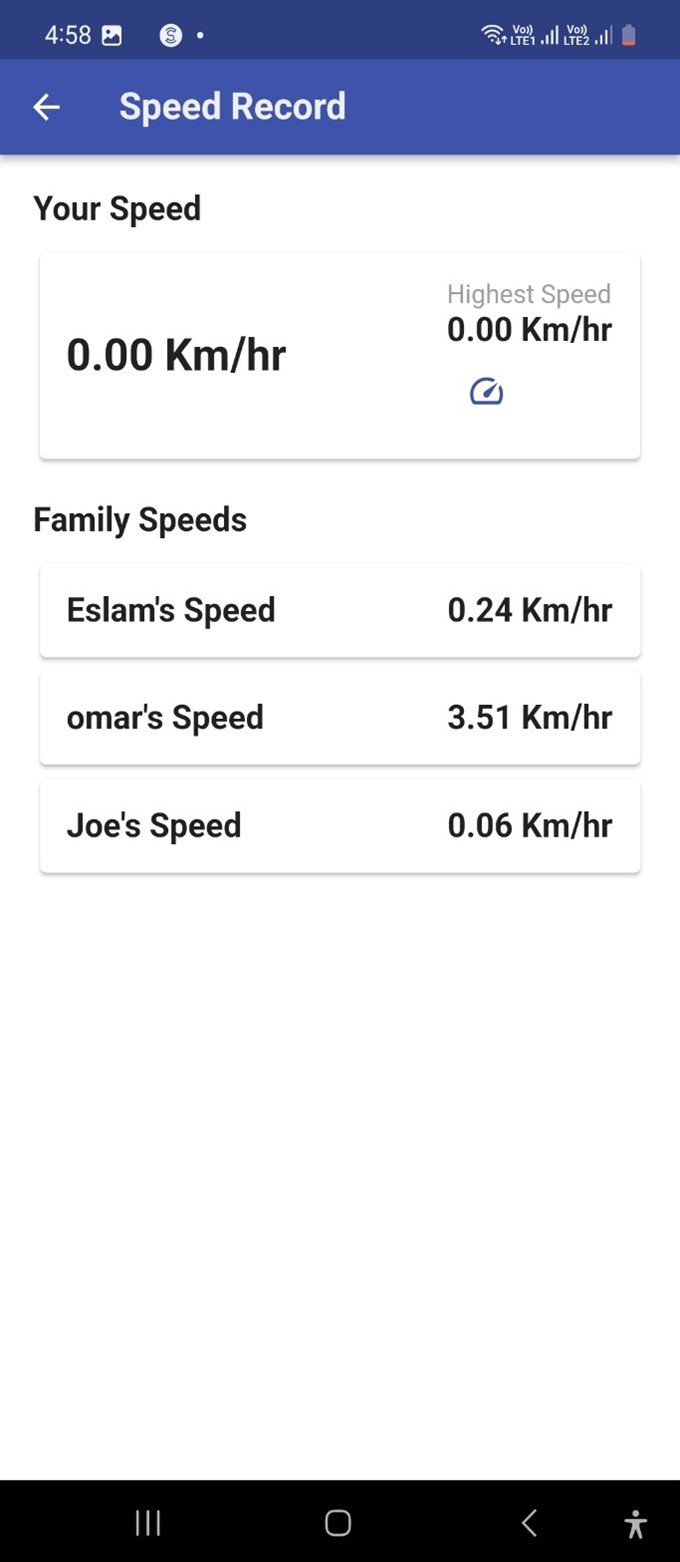 4:58
Vo)) LTE1 Vo)) LTE2
Speed Record
Your Speed
Highest Speed
0.00 Km/hr
0.00 Km/hr
Family Speeds
Eslam's Speed 0.24 Km/hr
omar's Speed 3.51 Km/hr
Joe's Speed 0.06 Km/hr